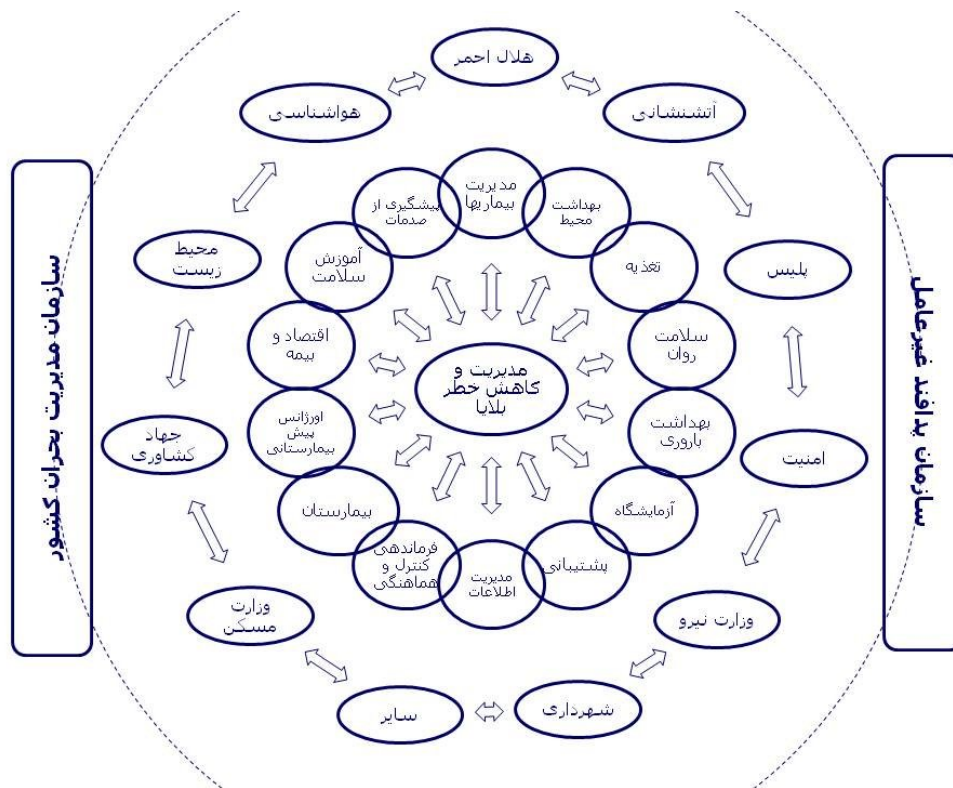 هلال احمر
آتشنشانی
پلیس
امنیت
وزارت نیرو
شهرداری
سایر
وزارت
مسکن
جهاد
کشاوری
محیط
زیست
هواشناسی
مدیریت
بیماریها
بهداشت
محیط
تغذیه
سلامت
روان
بهداشت
باروری
آزمایشگاه
پشتیبانی
مدیریت
اطلاعات
فرماندهی
کنترل و
هماهنگی
بیمارستان
اورژانس
پیش
بیمارستانی
اقتصاد و
بیمه
آموزش
سلامت
پیشگیری از
صدمات
مدیریت و
کاهش خطر
بلایا
سازمان پدافند غیرعامل
سازمان مدیریت بحران کشور